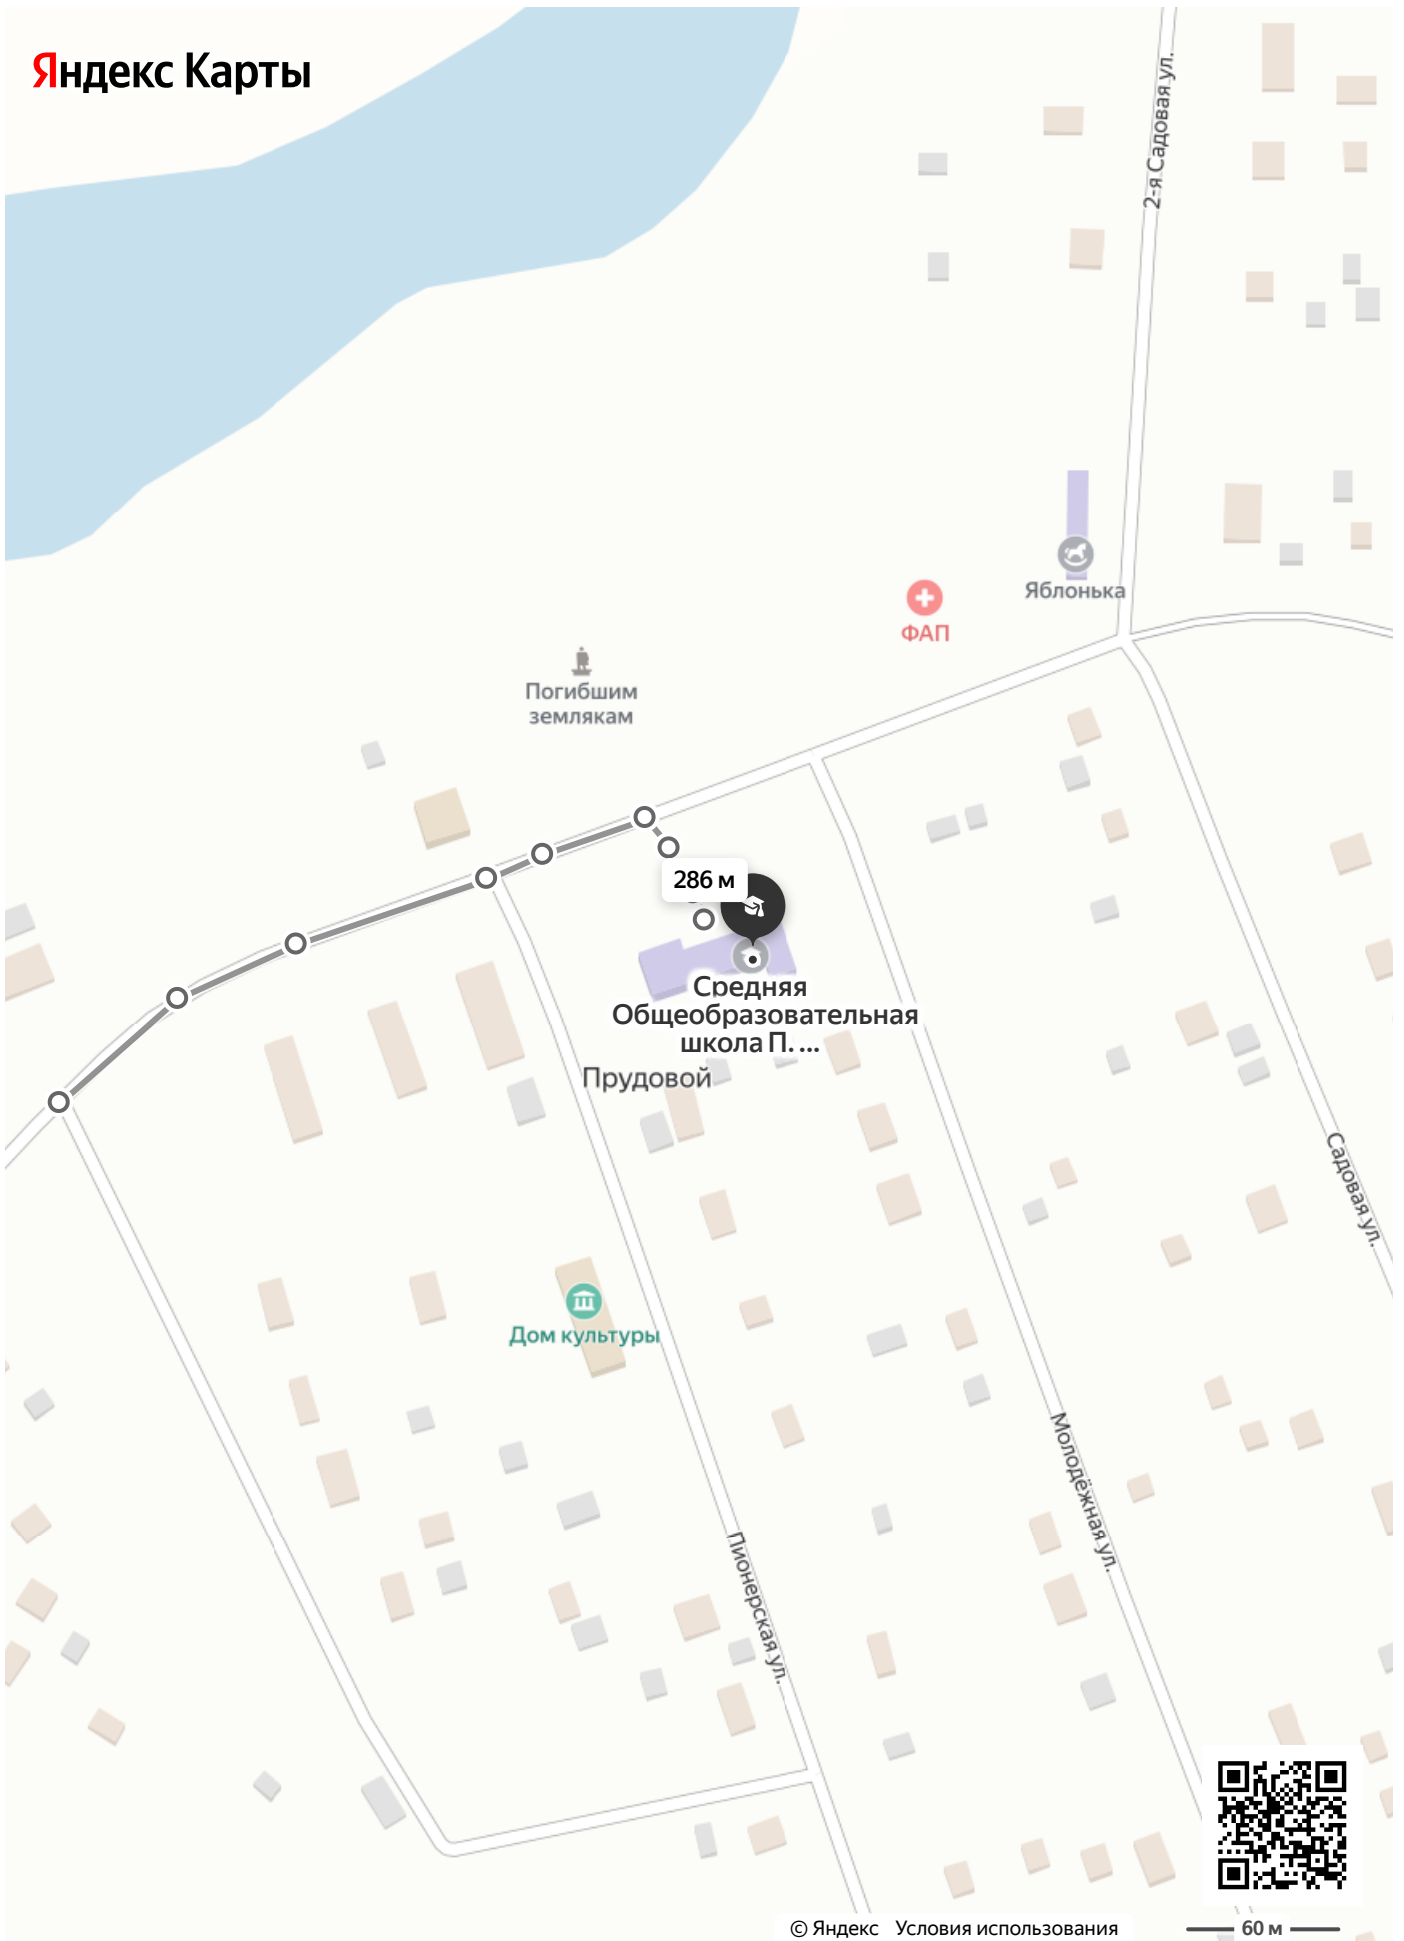 Яндекс Карты
2-я Садовая ул.
Яблонька
ФАП
Погибшим
землякам
286 м
Средняя
Общеобразовательная
школа П. ...
Прудовой
Садовая ул.
Дом культуры
Молодёжная ул.
Пионерская ул.
© Яндекс Условия использования
60 м